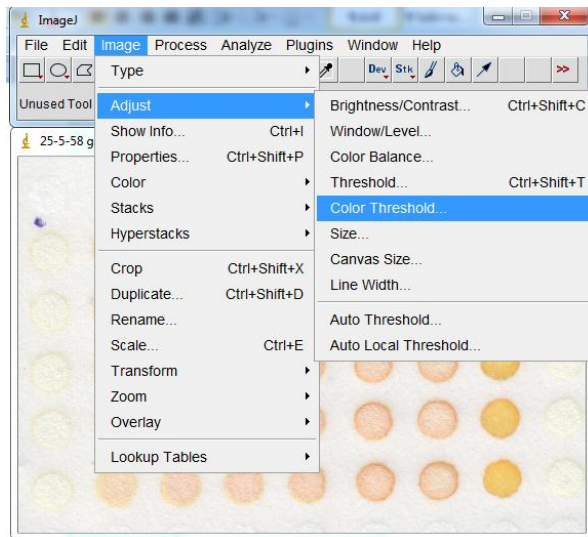 ImageJ
File Edit Image Process Analyze Plugins Window Help
Dev Stk >>
Unused Tool
25-5-58 g
Type
Adjust
Show Info... Ctrl+I
Properties... Ctrl+Shift+P
Color
Stacks
Hyperstacks
Crop Ctrl+Shift+X
Duplicate... Ctrl+Shift+D
Rename...
Scale... Ctrl+E
Transform
Zoom
Overlay
Lookup Tables
Brightness/Contrast... Ctrl+Shift+C
Window/Level...
Color Balance...
Threshold... Ctrl+Shift+T
Color Threshold...
Size...
Canvas Size...
Line Width...
Auto Threshold...
Auto Local Threshold...